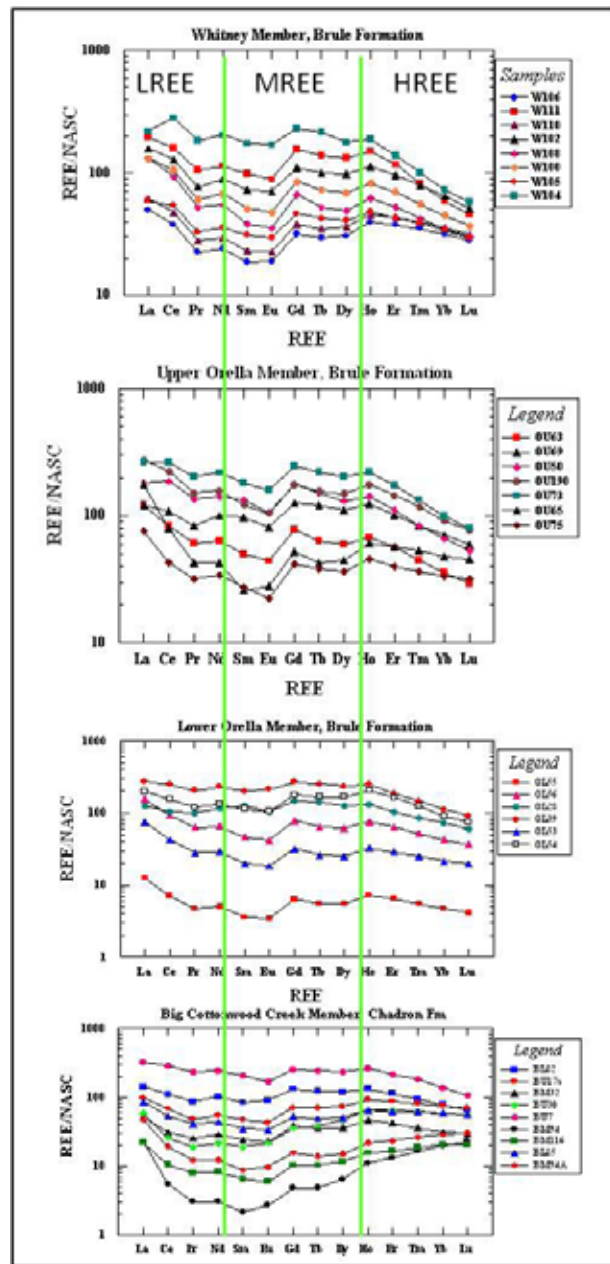 Whitney Member, Brule Formation
1000
100
10
REE/NASC
LREE MREE HREE
La Ce Pr Nd Sm Eu Gd Tb Dy Ho Er Tm Yb Lu
REE
Samples
W106
W111
W110
W102
W108
W100
W105
W104
Upper Orella Member, Brule Formation
1000
100
10
REE/NASC
La Ce Pr Nd Sm Eu Gd Tb Dy Ho Er Tm Yb Lu
REE
Legend
OU63
OU69
OU58
OU190
OU73
OU65
OU75
Lower Orella Member, Brule Formation
1000
100
10
1
REE/NASC
La Ce Pr Nd Sm Eu Gd Tb Dy Ho Er Tm Yb Lu
REE
Legend
Big Cottonwood Creek Member, Chadron Fm
1000
100
10
1
REE/NASC
La Ce Pr Nd Sm Eu Gd Tb Dy Ho Er Tm Yb Lu
Legend